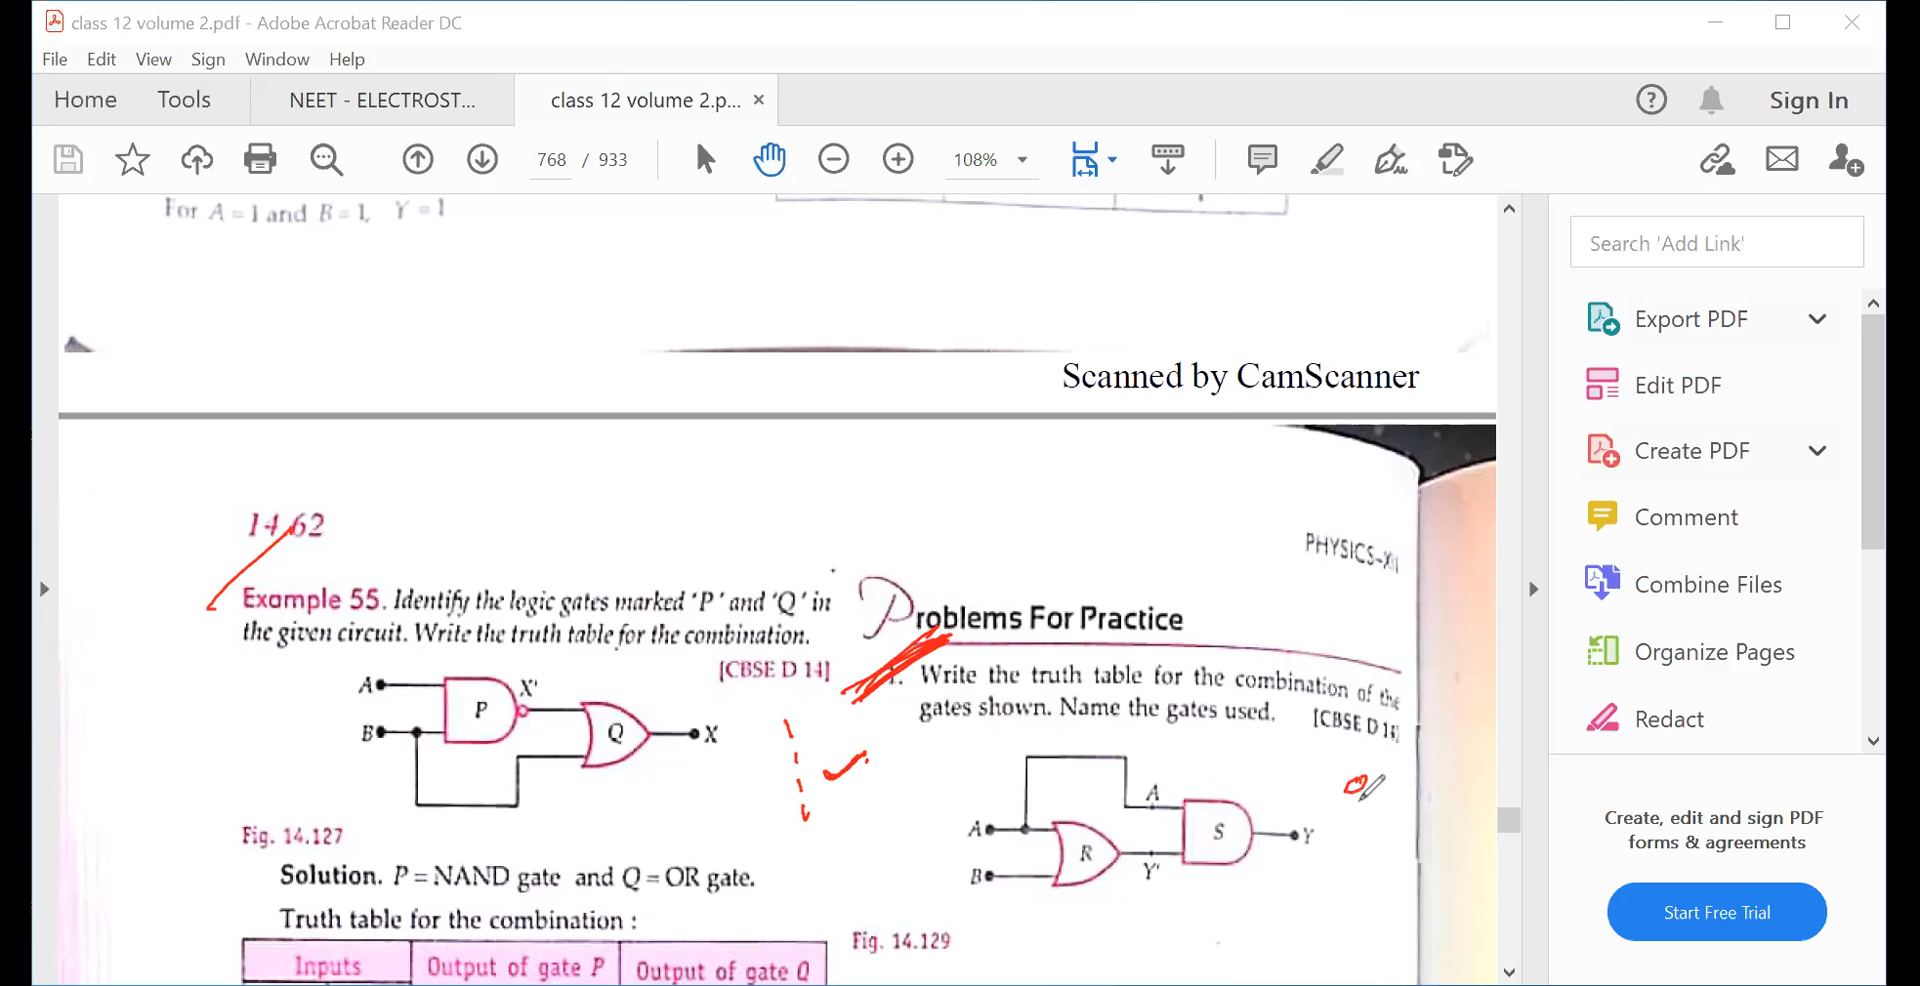 class 12 volume 2.pdf - Adobe Acrobat Reader DC
File Edit View Sign Window Help
Home Tools NEET - ELECTROST... class 12 volume 2.p... × Sign In
768 / 933 108%
For A = 1 and B = 1, Y = 1
Scanned by CamScanner
14.62
PHYSICS-XII
Example 55. Identify the logic gates marked 'P' and 'Q' in
the given circuit. Write the truth table for the combination.
[CBSE D 14]
A X'
P
B Q X
Fig. 14.127
Solution. P = NAND gate and Q = OR gate.
Truth table for the combination :
Inputs Output of gate P Output of gate Q
Problems For Practice
1. Write the truth table for the combination of the
gates shown. Name the gates used. [CBSE D 14]
A
A S Y
R
B Y'
Fig. 14.129
Search 'Add Link'
Export PDF
Edit PDF
Create PDF
Comment
Combine Files
Organize Pages
Redact
Create, edit and sign PDF
forms & agreements
Start Free Trial